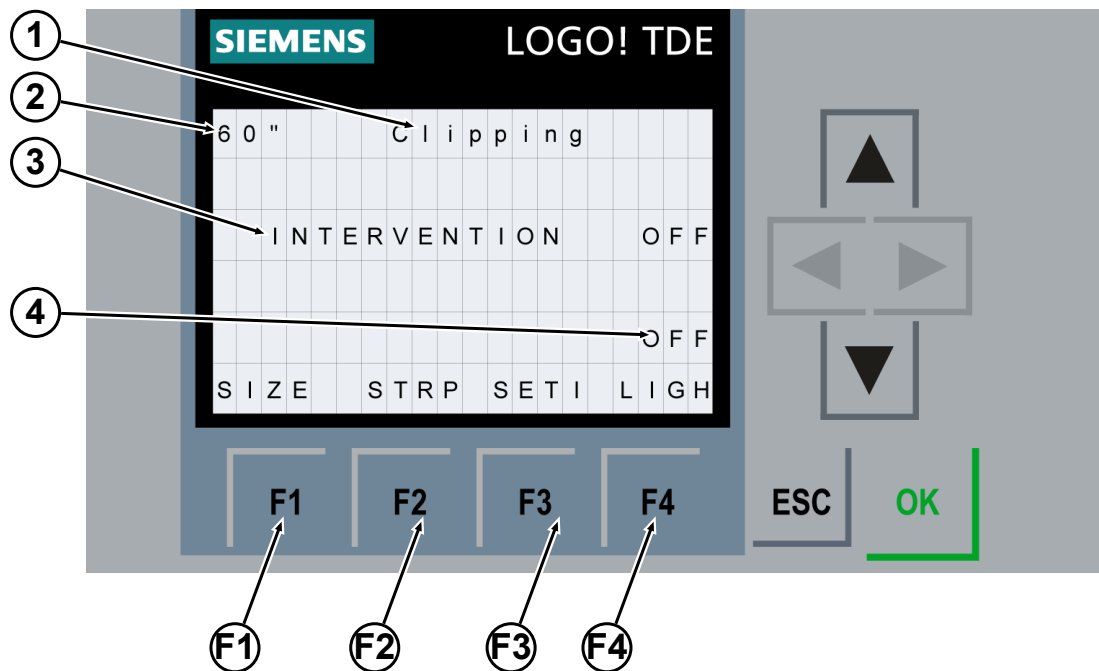 1
SIEMENS LOGO! TDE
2
60" Clipping
3
INTERVENTION OFF
4
OFF
SIZE STRP SETI LIGH
F1 F2 F3 F4 ESC OK
F1 F2 F3 F4